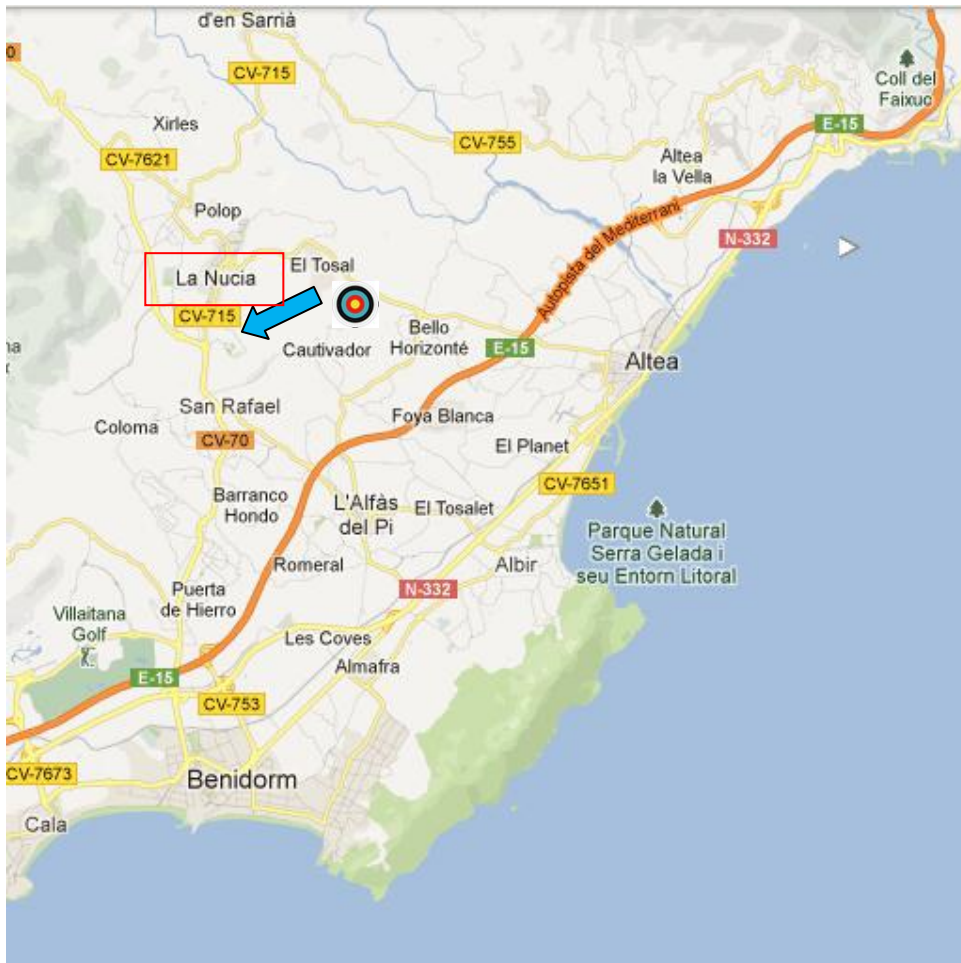 d'en Sarrià
0
CV-715
Coll del
Faixuc
E-15
Xirles
CV-755
CV-7621
Altea
la Vella
Polop
Autopista del Mediterrani
N-332
El Tosal
La Nucia
CV-715
Bello
Horizonté
Cautivador
E-15
na
Altea
San Rafael
Foya Blanca
Coloma
CV-70
El Planet
CV-7651
Barranco
Hondo
L'Alfàs
del Pi
El Tosalet
Parque Natural
Serra Gelada i
seu Entorn Litoral
Romeral
Albir
Puerta
de Hierro
N-332
Villaitana
Golf
Les Coves
Almafra
E-15
CV-753
CV-7673
Benidorm
Cala